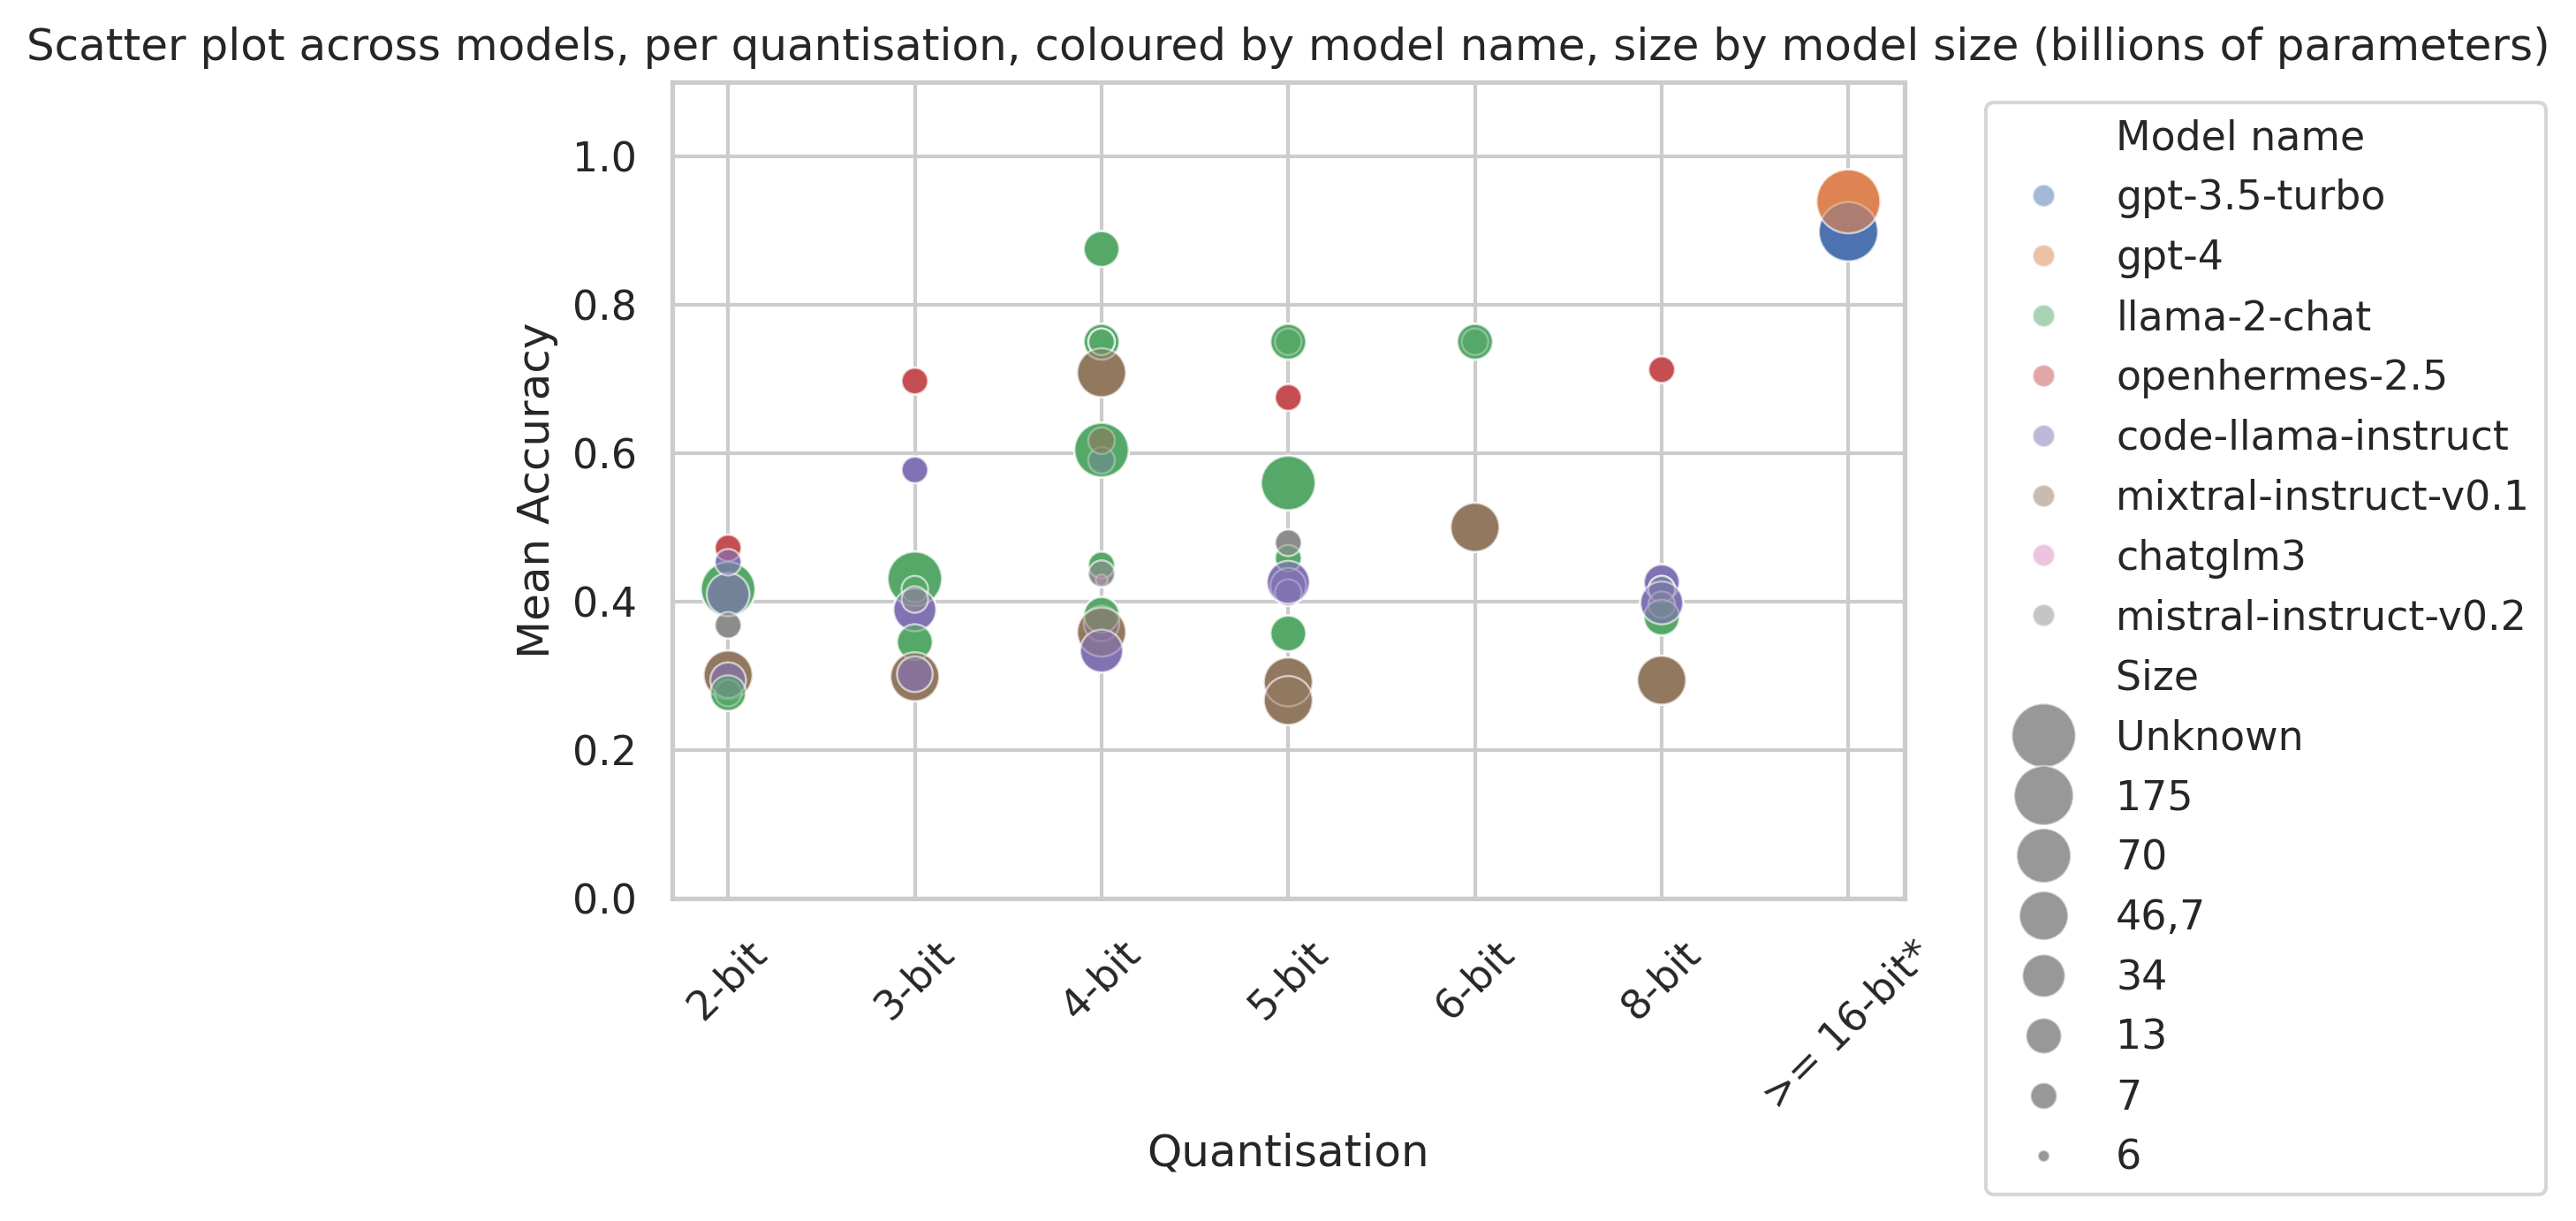 Scatter plot across models, per quantisation, coloured by model name, size by model size (billions of parameters)
Mean Accuracy
1.0
0.8
0.6
0.4
0.2
0.0
2-bit
3-bit
4-bit
5-bit
6-bit
8-bit
>= 16-bit*
Quantisation
Model name
gpt-3.5-turbo
gpt-4
llama-2-chat
openhermes-2.5
code-llama-instruct
mixtral-instruct-v0.1
chatglm3
mistral-instruct-v0.2
Size
Unknown
175
70
46,7
34
13
7
6